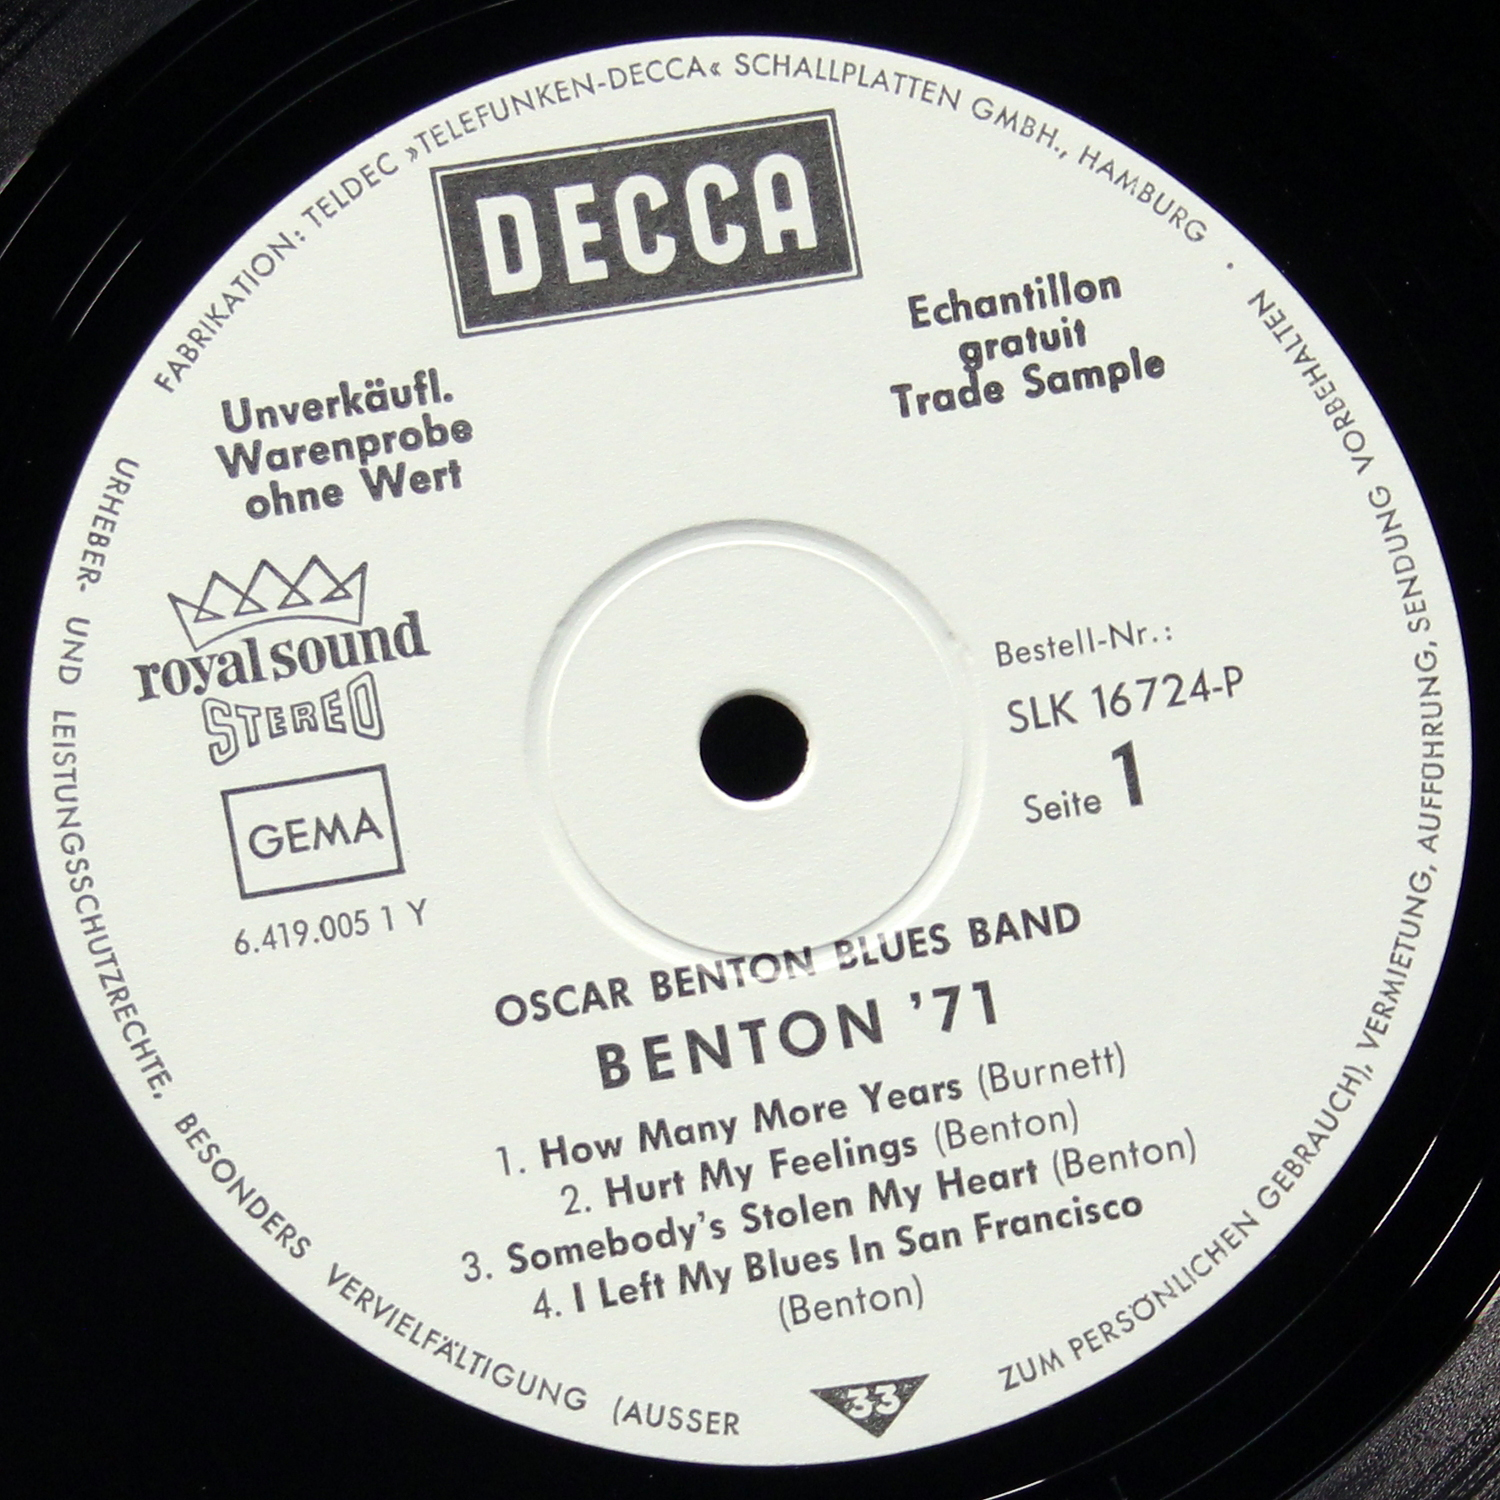 FABRIKATION: TELDEC »TELEFUNKEN-DECCA« SCHALLPLATTEN GMBH., HAMBURG ·
DECCA
Unverkäufl.
Warenprobe
ohne Wert
Echantillon
gratuit
Trade Sample
royal sound
STEREO
GEMA
6.419.005 1 Y
Bestell-Nr.:
SLK 16724-P
Seite 1
OSCAR BENTON BLUES BAND
BENTON '71
1. How Many More Years (Burnett)
2. Hurt My Feelings (Benton)
3. Somebody's Stolen My Heart (Benton)
4. I Left My Blues In San Francisco
(Benton)
33
URHEBER- UND LEISTUNGSSCHUTZRECHTE, BESONDERS VERVIELFÄLTIGUNG (AUSSER ZUM PERSÖNLICHEN GEBRAUCH), VERMIETUNG, AUFFÜHRUNG, SENDUNG VORBEHALTEN